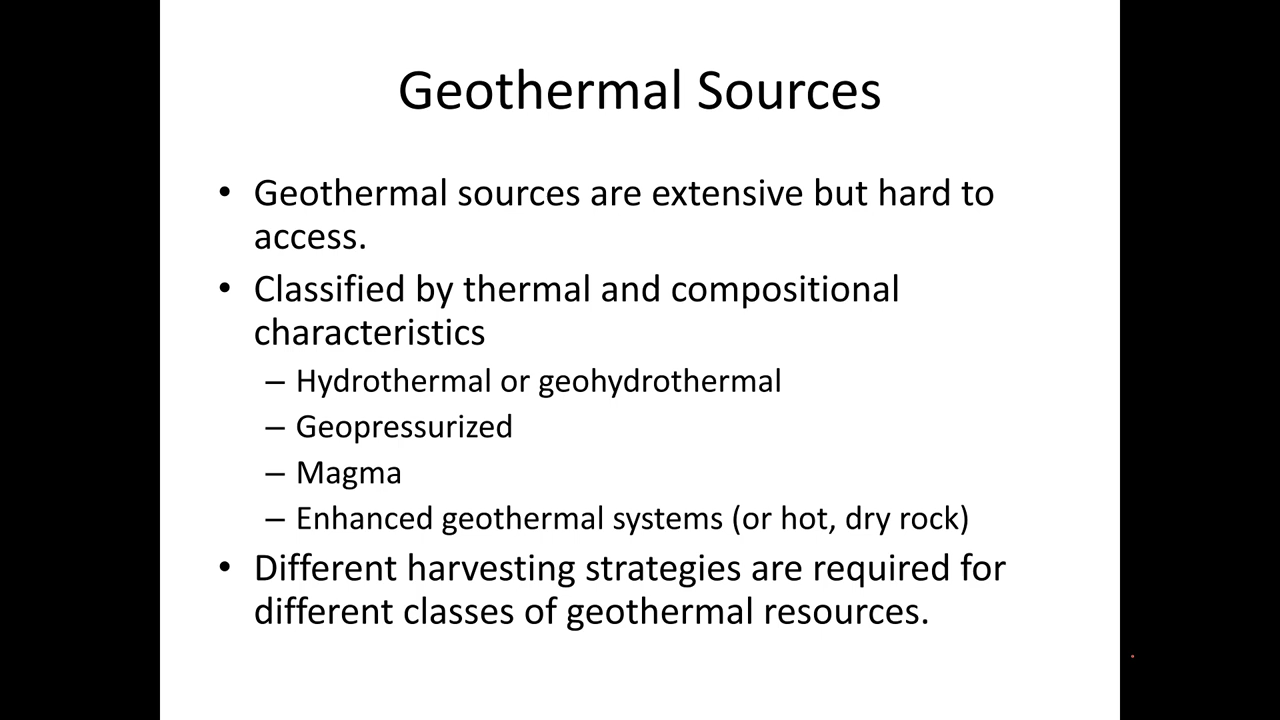 Geothermal Sources
• Geothermal sources are extensive but hard to
access.
• Classified by thermal and compositional
characteristics
– Hydrothermal or geohydrothermal
– Geopressurized
– Magma
– Enhanced geothermal systems (or hot, dry rock)
• Different harvesting strategies are required for
different classes of geothermal resources.